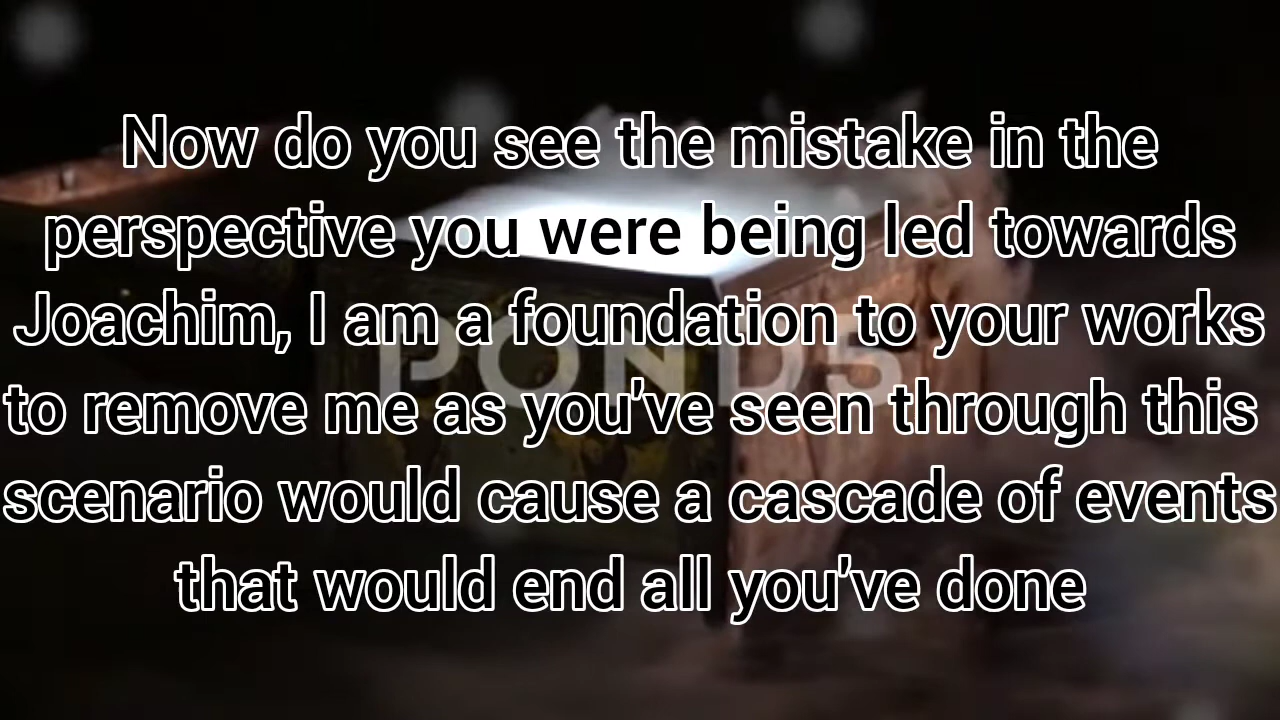 Now do you see the mistake in the
perspective you were being led towards
Joachim, I am a foundation to your works
POND5
to remove me as you've seen through this
scenario would cause a cascade of events
that would end all you've done